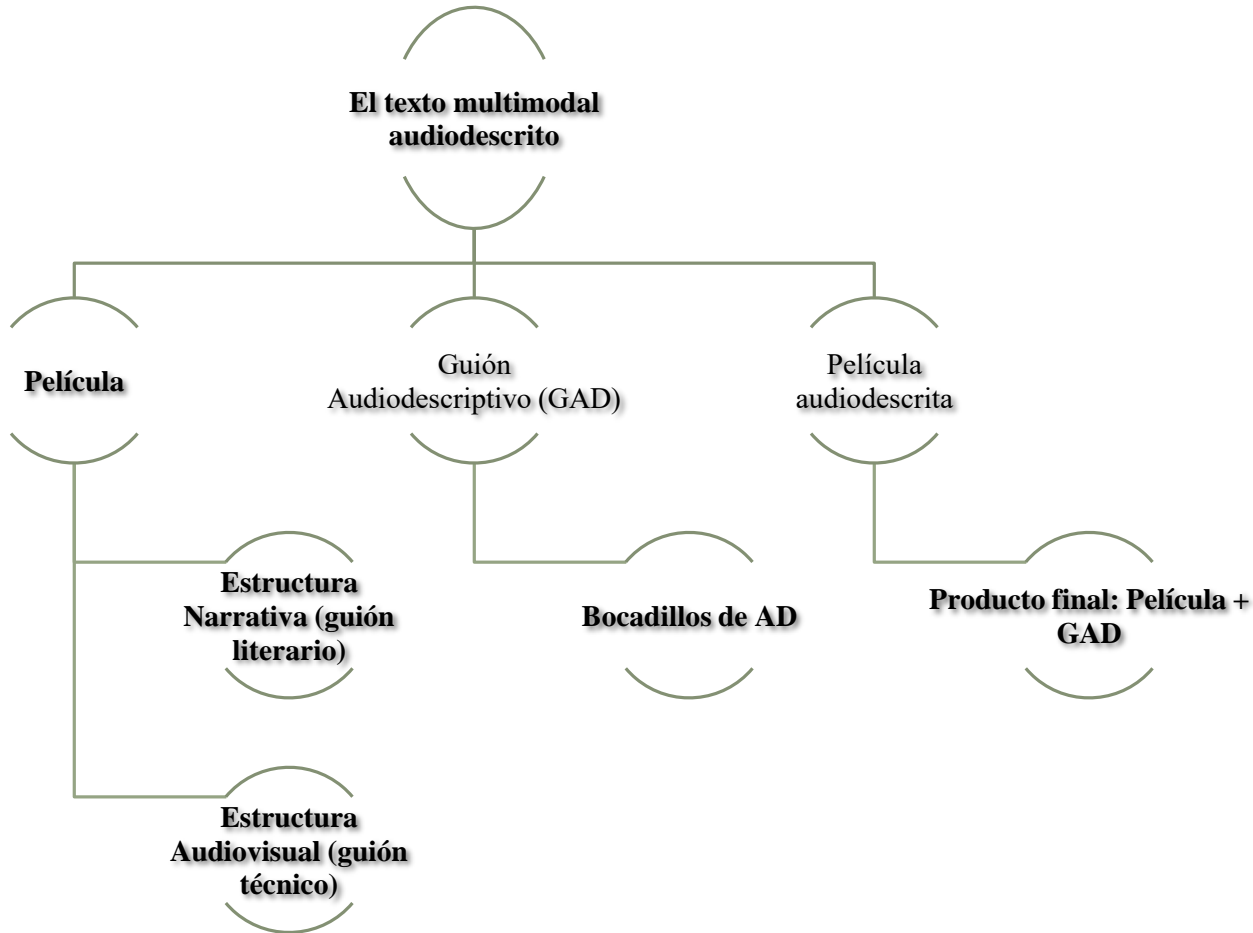 El texto multimodal
audiodescrito
Película
Guión
Audiodescriptivo (GAD)
Película
audiodescrita
Estructura
Narrativa (guión
literario)
Bocadillos de AD
Producto final: Película +
GAD
Estructura
Audiovisual (guión
técnico)